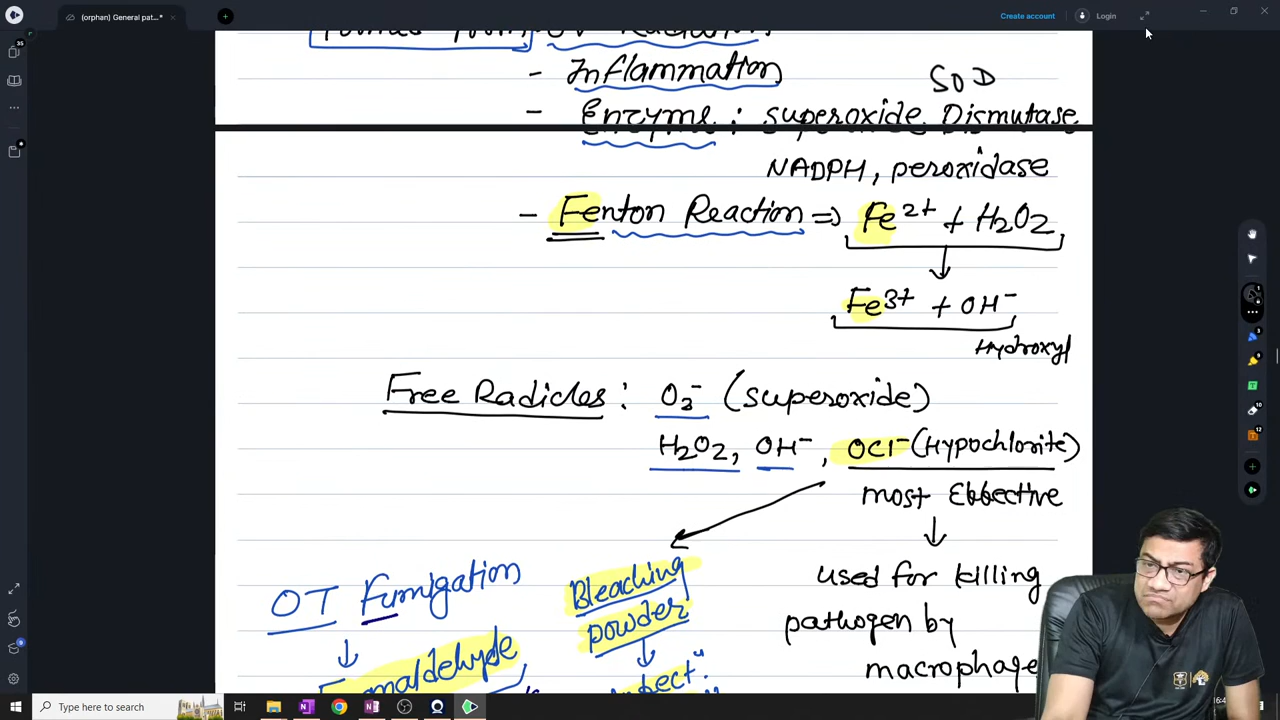 (orphan) General pat...*
Create account
Login
35
- Inflammation
SOD
- Enzyms : superoxide Dismutase
NADPH, peroxidase
- Fenton Reaction => Fe2+ + H2O2
Fe3+ + OH-
Hydroxyl
Free Radicles : O2- (superoxide)
H2O2, OH-, OCl- (Hypochlorite)
most Effective
used for killing
pathogen by
macrophage
Bleaching
powder
OT Fumigation
Type here to search